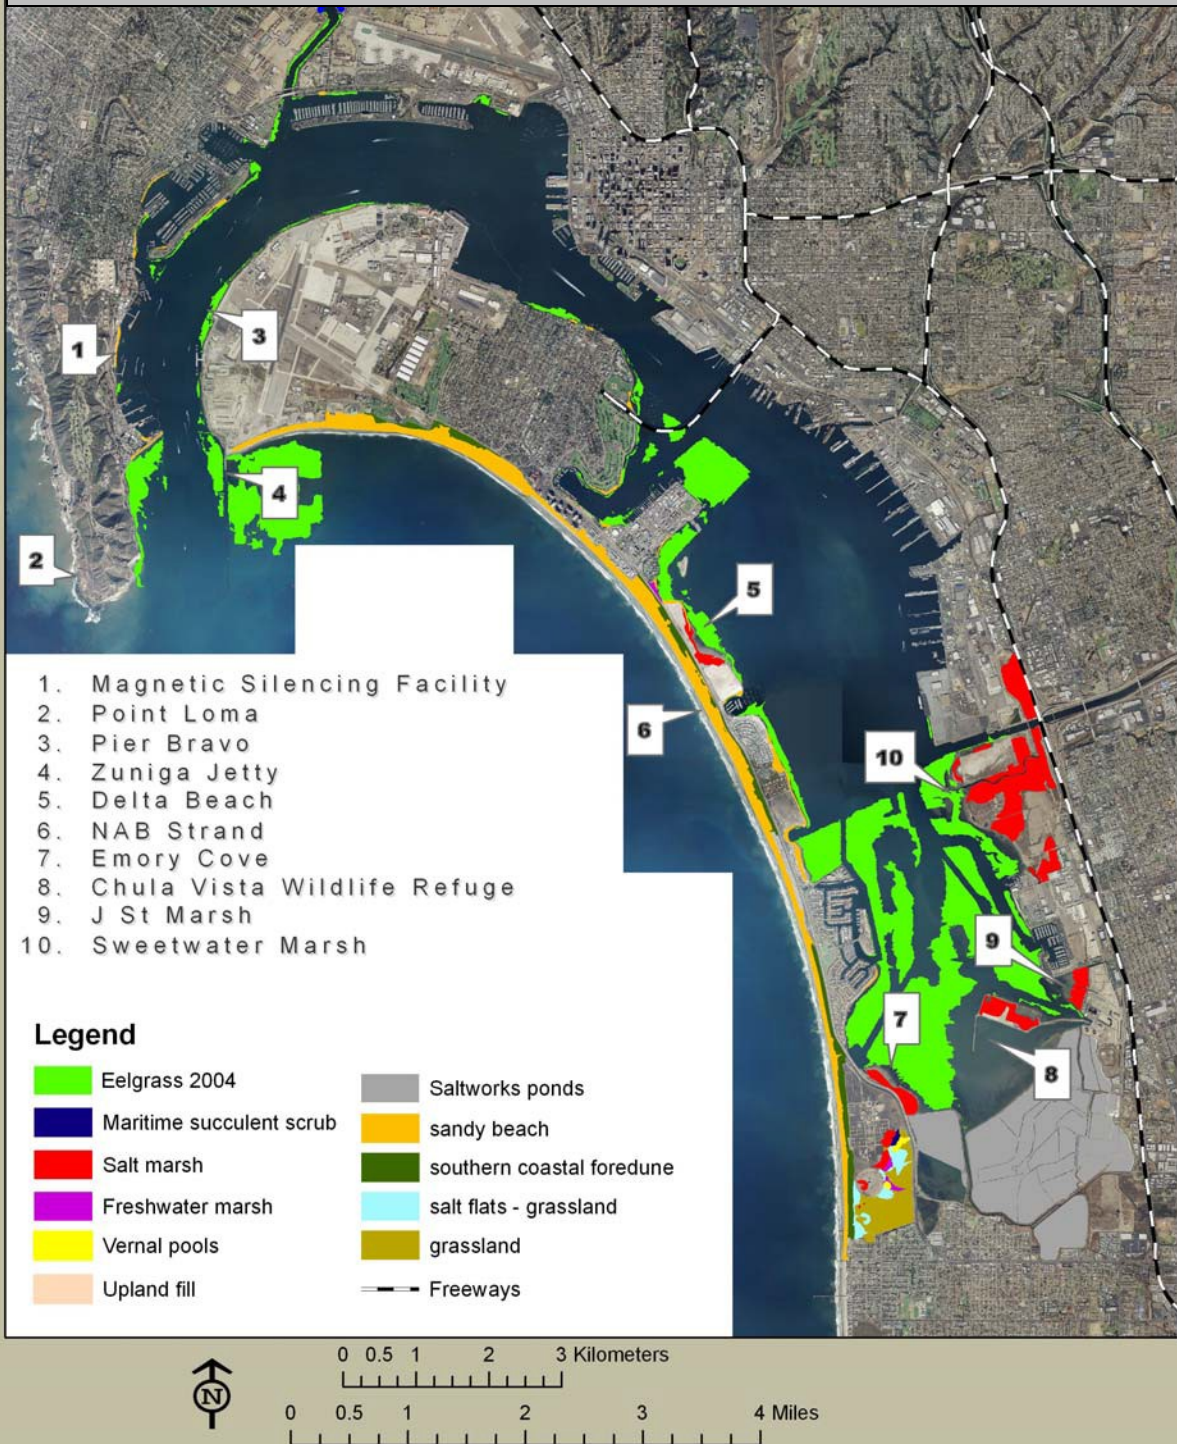 1
2
3
4
5
6
10
9
7
8
1. Magnetic Silencing Facility
2. Point Loma
3. Pier Bravo
4. Zuniga Jetty
5. Delta Beach
6. NAB Strand
7. Emory Cove
8. Chula Vista Wildlife Refuge
9. J St Marsh
10. Sweetwater Marsh
Legend
Eelgrass 2004
Maritime succulent scrub
Salt marsh
Freshwater marsh
Vernal pools
Upland fill
Saltworks ponds
sandy beach
southern coastal foredune
salt flats - grassland
grassland
Freeways
N
0 0.5 1 2 3 Kilometers
0 0.5 1 2 3 4 Miles